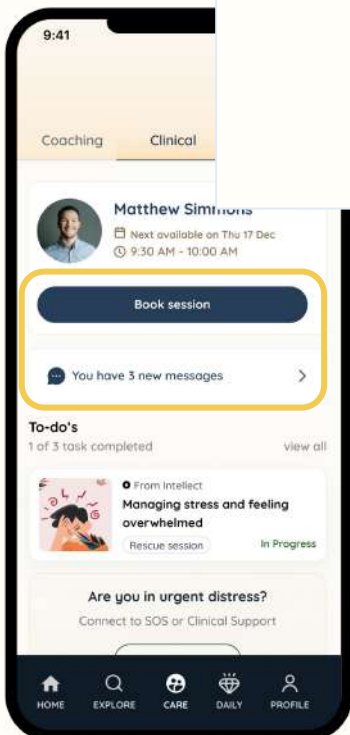 9:41
Coaching Clinical
Matthew Simmons
Next available on Thu 17 Dec
9:30 AM - 10:00 AM
Book session
You have 3 new messages
To-do's
1 of 3 task completed view all
From Intellect
Managing stress and feeling
overwhelmed
Rescue session In Progress
Are you in urgent distress?
Connect to SOS or Clinical Support
HOME EXPLORE CARE DAILY PROFILE